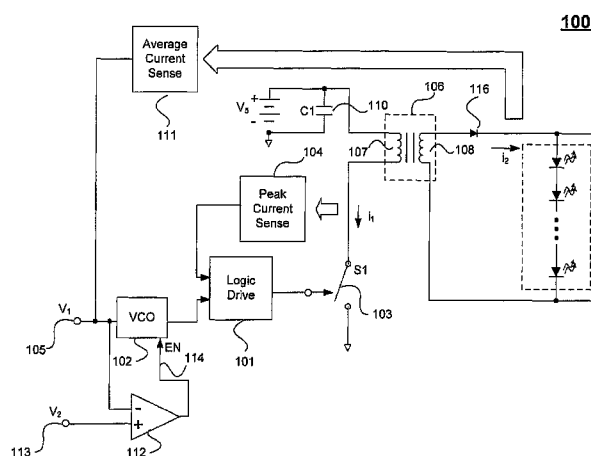 100
Average
Current
Sense
111
106
116
+
V5
-
C1
110
107
108
i2
104
Peak
Current
Sense
i1
Logic
Drive
101
S1
103
V1
105
VCO
102
EN
114
V2
113
-
+
112